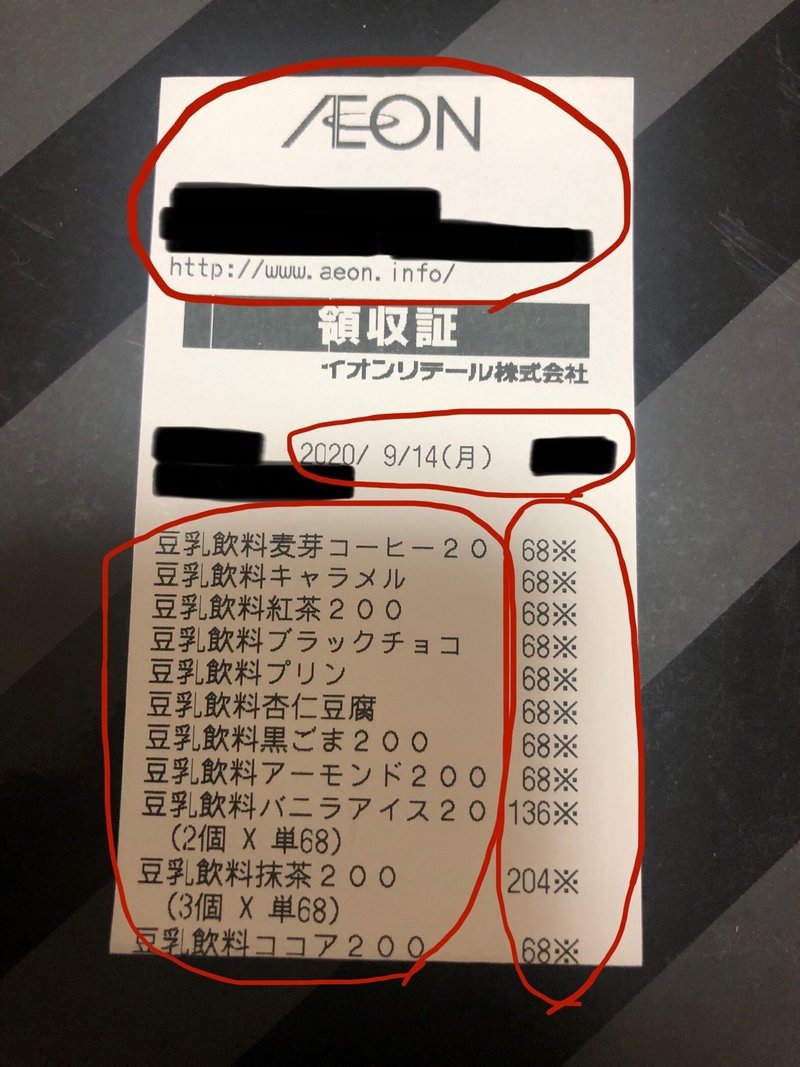 ÆON
http://www.aeon.info/
領収証
イオンリテール株式会社
2020/ 9/14(月)
豆乳飲料麦芽コーヒー20 68※
豆乳飲料キャラメル 68※
豆乳飲料紅茶200 68※
豆乳飲料ブラックチョコ 68※
豆乳飲料プリン 68※
豆乳飲料杏仁豆腐 68※
豆乳飲料黒ごま200 68※
豆乳飲料アーモンド200 68※
豆乳飲料バニラアイス20 136※
(2個 X 単68)
豆乳飲料抹茶200 204※
(3個 X 単68)
豆乳飲料ココア200 68※